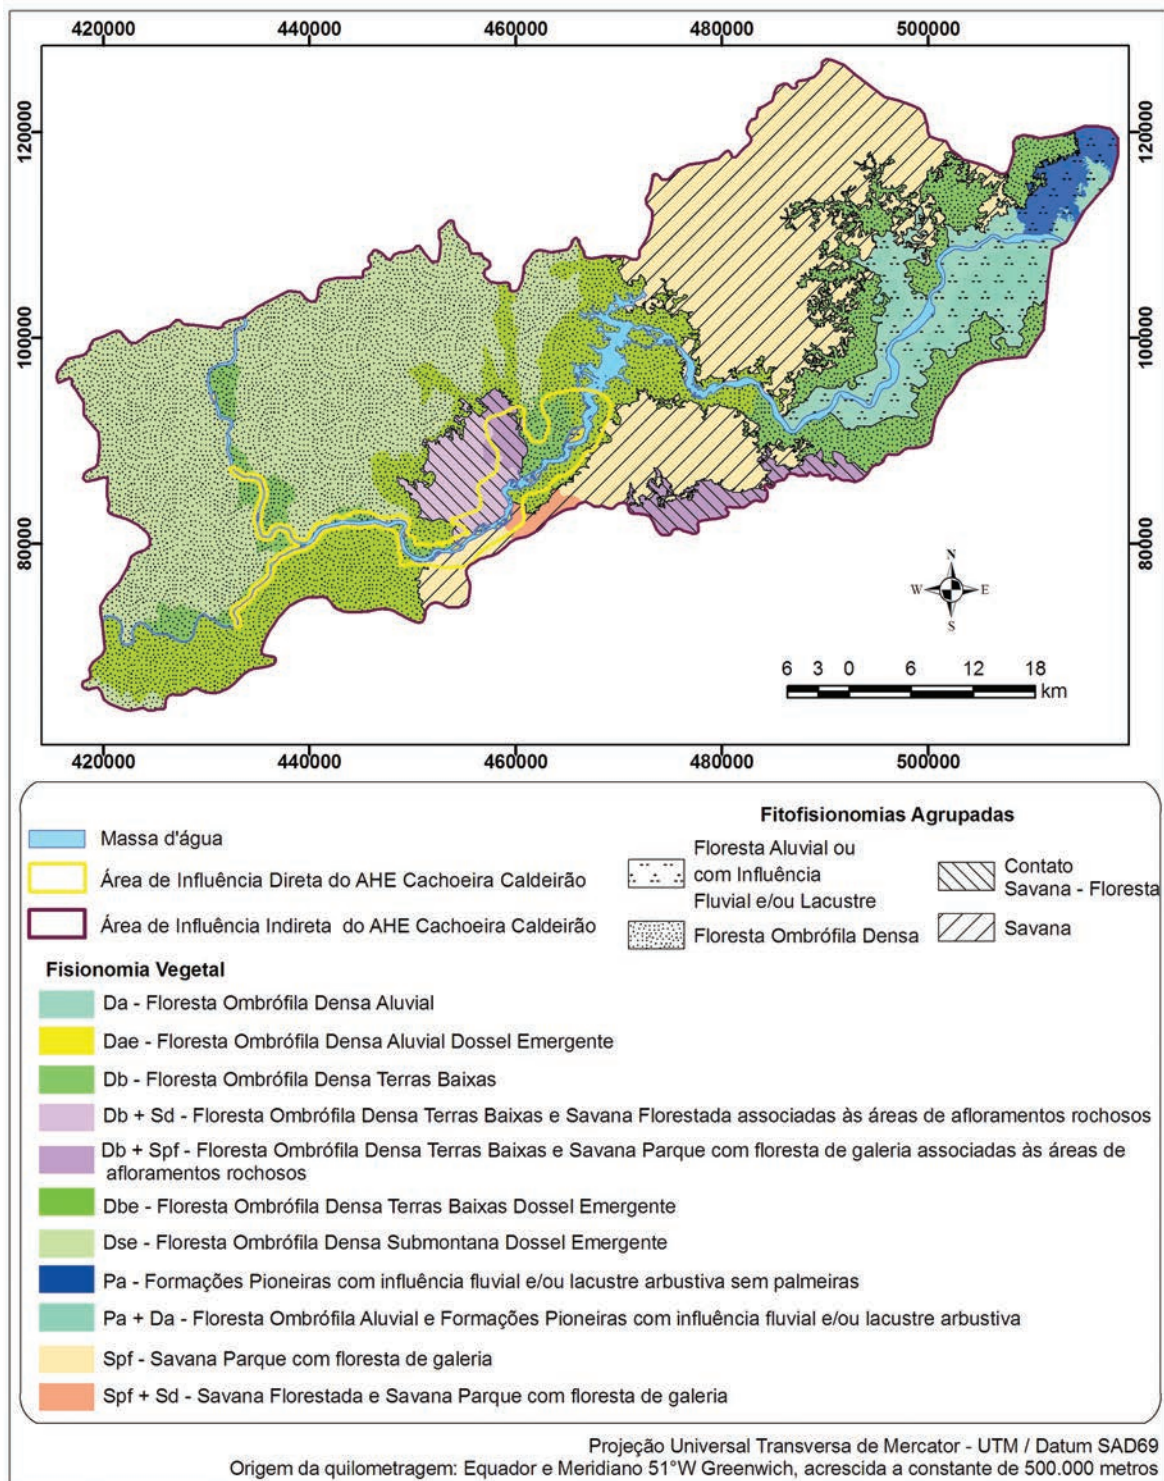 420000 440000 460000 480000 500000
120000 120000
100000 100000
80000 80000
N
W E
S
6 3 0 6 12 18
km
420000 440000 460000 480000 500000
Massa d'água
Área de Influência Direta do AHE Cachoeira Caldeirão
Área de Influência Indireta do AHE Cachoeira Caldeirão
Fitofisionomias Agrupadas
Floresta Aluvial ou
com Influência
Fluvial e/ou Lacustre
Floresta Ombrófila Densa
Contato
Savana - Floresta
Savana
Fisionomia Vegetal
Da - Floresta Ombrófila Densa Aluvial
Dae - Floresta Ombrófila Densa Aluvial Dossel Emergente
Db - Floresta Ombrófila Densa Terras Baixas
Db + Sd - Floresta Ombrófila Densa Terras Baixas e Savana Florestada associadas às áreas de afloramentos rochosos
Db + Spf - Floresta Ombrófila Densa Terras Baixas e Savana Parque com floresta de galeria associadas às áreas de
afloramentos rochosos
Dbe - Floresta Ombrófila Densa Terras Baixas Dossel Emergente
Dse - Floresta Ombrófila Densa Submontana Dossel Emergente
Pa - Formações Pioneiras com influência fluvial e/ou lacustre arbustiva sem palmeiras
Pa + Da - Floresta Ombrófila Aluvial e Formações Pioneiras com influência fluvial e/ou lacustre arbustiva
Spf - Savana Parque com floresta de galeria
Spf + Sd - Savana Florestada e Savana Parque com floresta de galeria
Projeção Universal Transversa de Mercator - UTM / Datum SAD69
Origem da quilometragem: Equador e Meridiano 51°W Greenwich, acrescida a constante de 500.000 metros